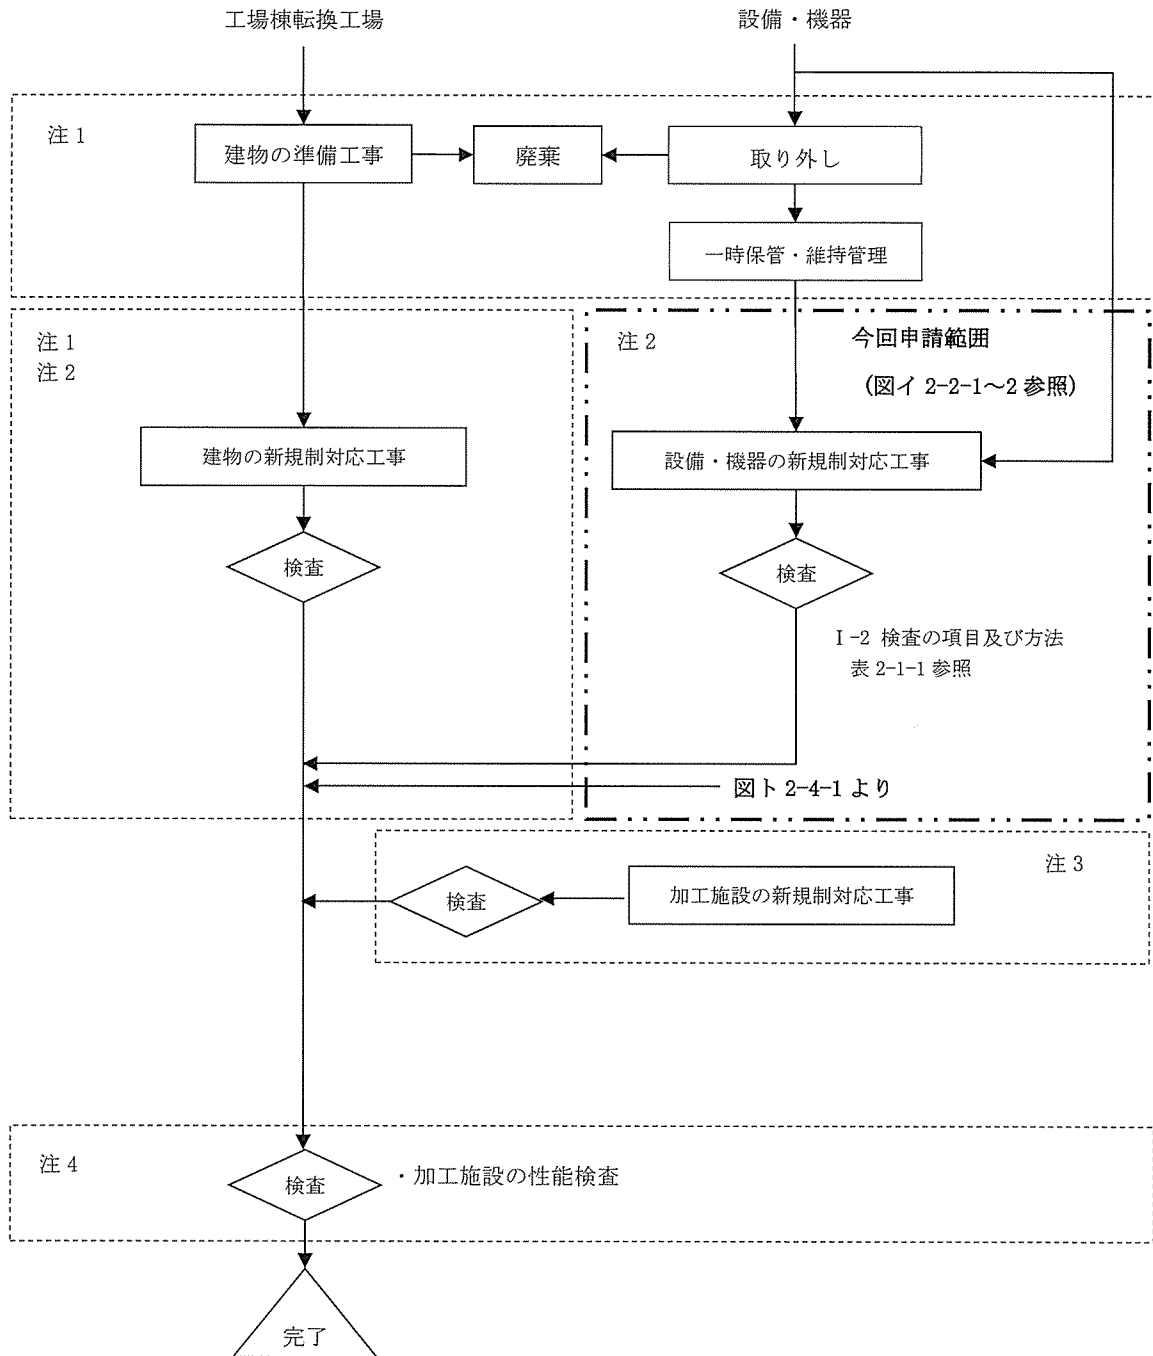 工場棟転換工場
設備・機器
注 1
建物の準備工事
廃棄
取り外し
一時保管・維持管理
注 1
注 2
注 2
今回申請範囲
(図イ 2-2-1~2 参照)
建物の新規制対応工事
設備・機器の新規制対応工事
検査
検査
Ⅰ-2 検査の項目及び方法
表 2-1-1 参照
図ト 2-4-1 より
注 3
検査
加工施設の新規制対応工事
注 4
検査
・加工施設の性能検査
完了